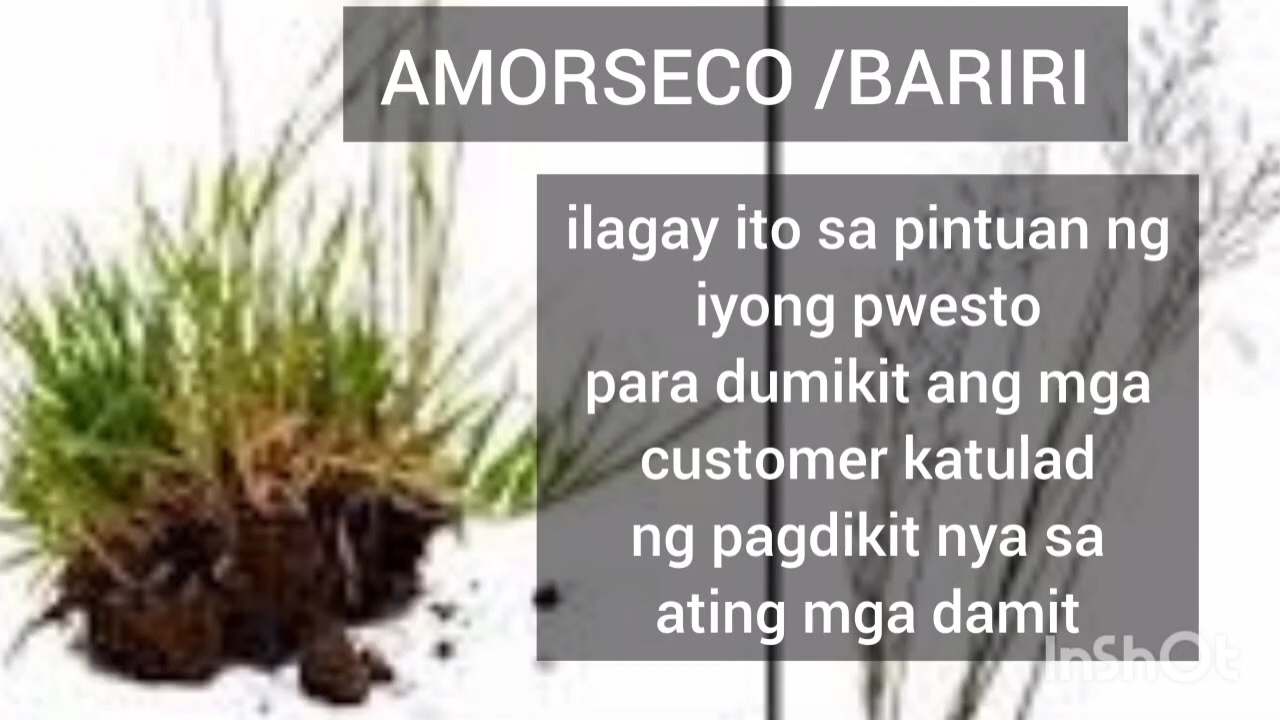 AMORSECO /BARIRI
ilagay ito sa pintuan ng
iyong pwesto
para dumikit ang mga
customer katulad
ng pagdikit nya sa
ating mga damit
InShOt